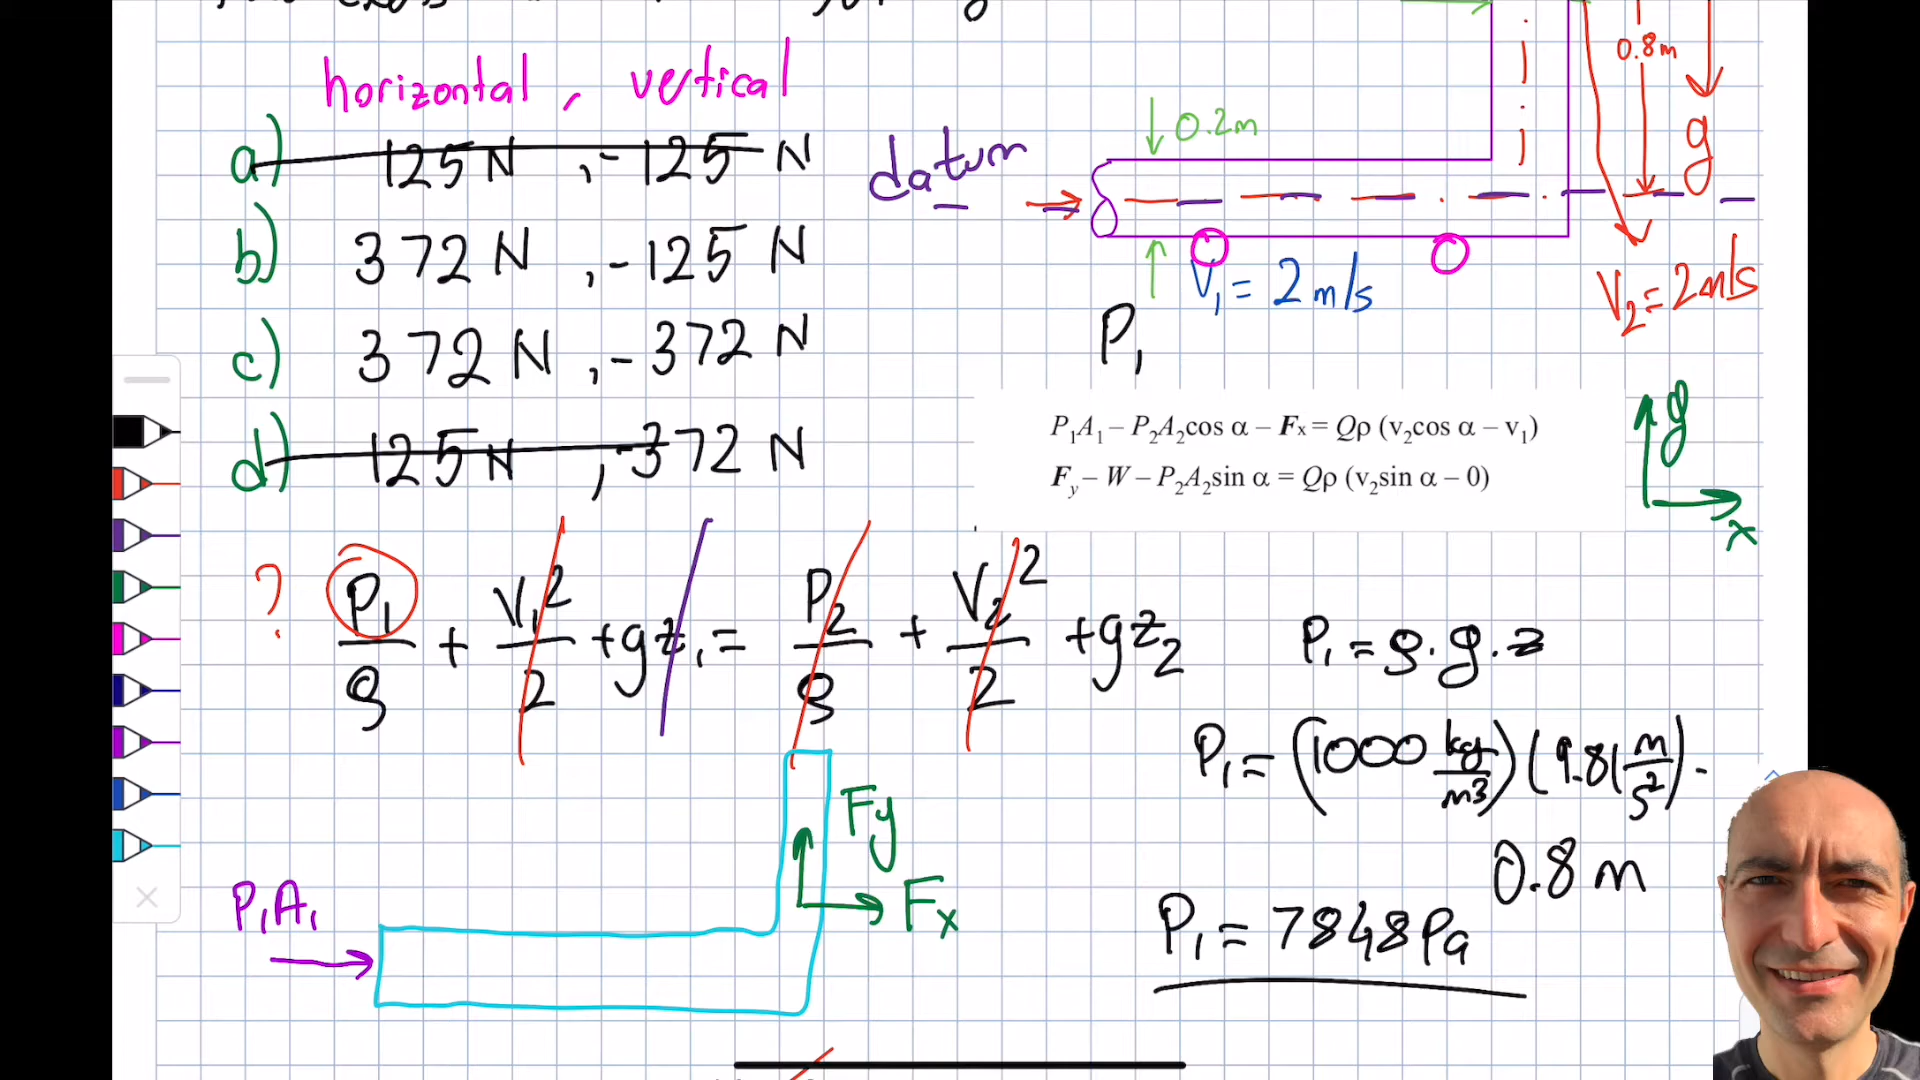 horizontal, vertical
a) 125 N , -125 N
b) 372 N , -125 N
c) 372 N , -372 N
d) 125 N , -372 N
0.8m
g
0.2m
datum
V₁ = 2 m/s
V₂ = 2 m/s
P₁
P₁A₁ – P₂A₂cos α – Fₓ = Qρ (v₂cos α – v₁)
F_y – W – P₂A₂sin α = Qρ (v₂sin α – 0)
y
x
? P₁/ρ + V₁²/2 + gz₁ = P₂/ρ + V₂²/2 + gz₂
P₁ = ρ.g.z
P₁ = (1000 kg/m³) (9.81 m/s²) .
0.8 m
P₁ = 7848 Pa
P₁A₁
Fy
Fx